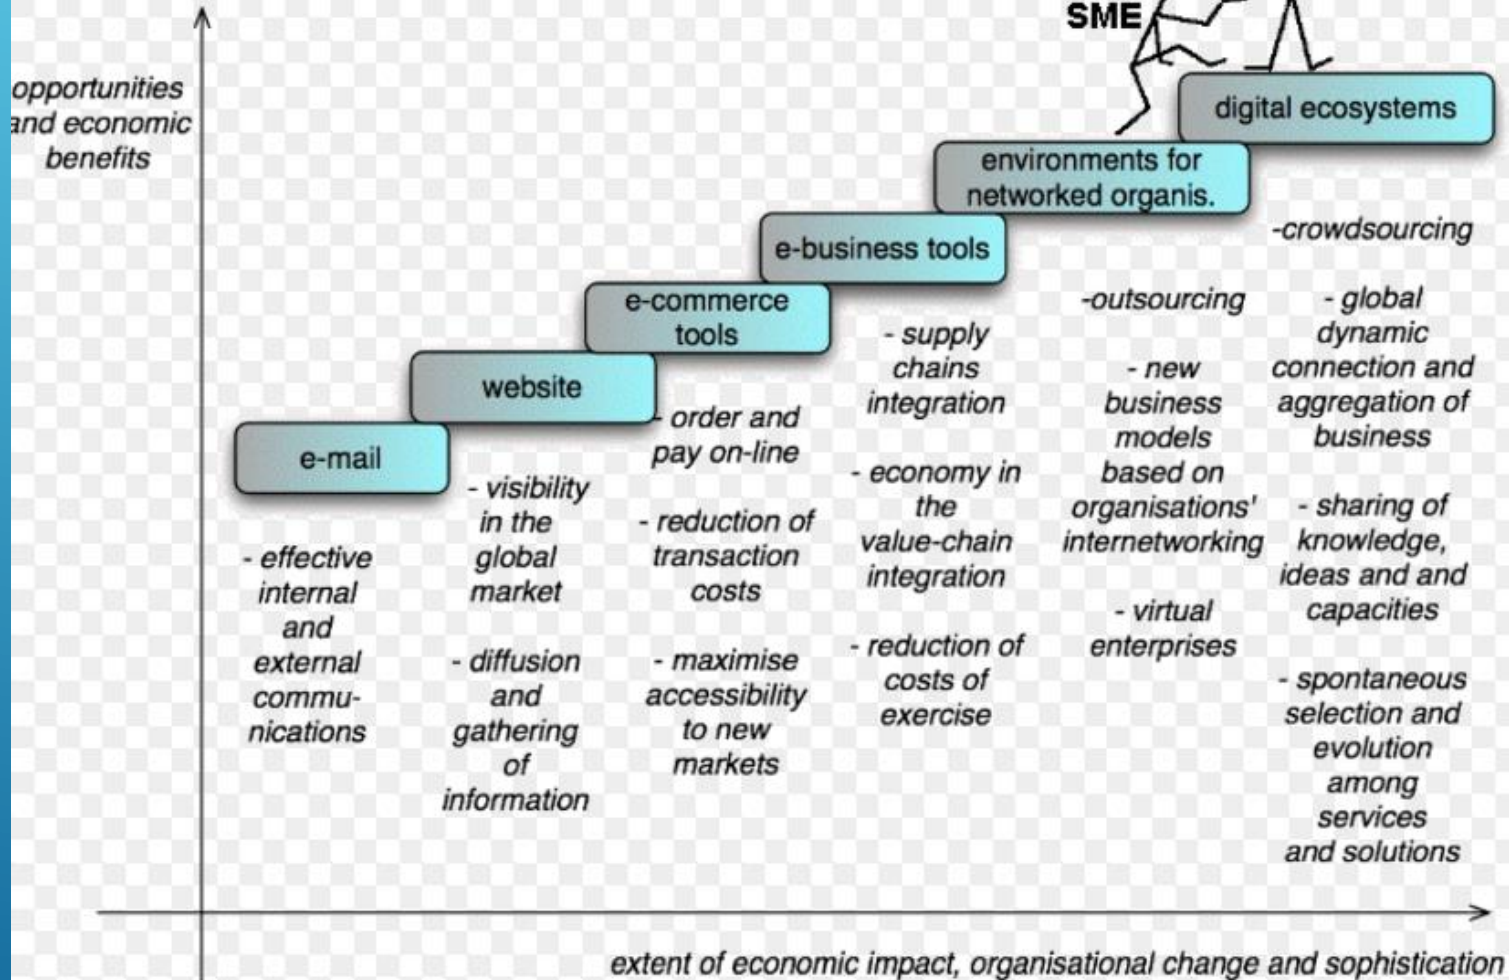 SME
opportunities
and economic
benefits
digital ecosystems
environments for
networked organis.
e-business tools
e-commerce
tools
website
e-mail
- effective
internal
and
external
commu-
nications
- visibility
in the
global
market
- diffusion
and
gathering
of
information
- order and
pay on-line
- reduction of
transaction
costs
- maximise
accessibility
to new
markets
- supply
chains
integration
- economy in
the
value-chain
integration
- reduction of
costs of
exercise
-outsourcing
- new
business
models
based on
organisations'
internetworking
- virtual
enterprises
-crowdsourcing
- global
dynamic
connection and
aggregation of
business
- sharing of
knowledge,
ideas and and
capacities
- spontaneous
selection and
evolution
among
services
and solutions
extent of economic impact, organisational change and sophistication